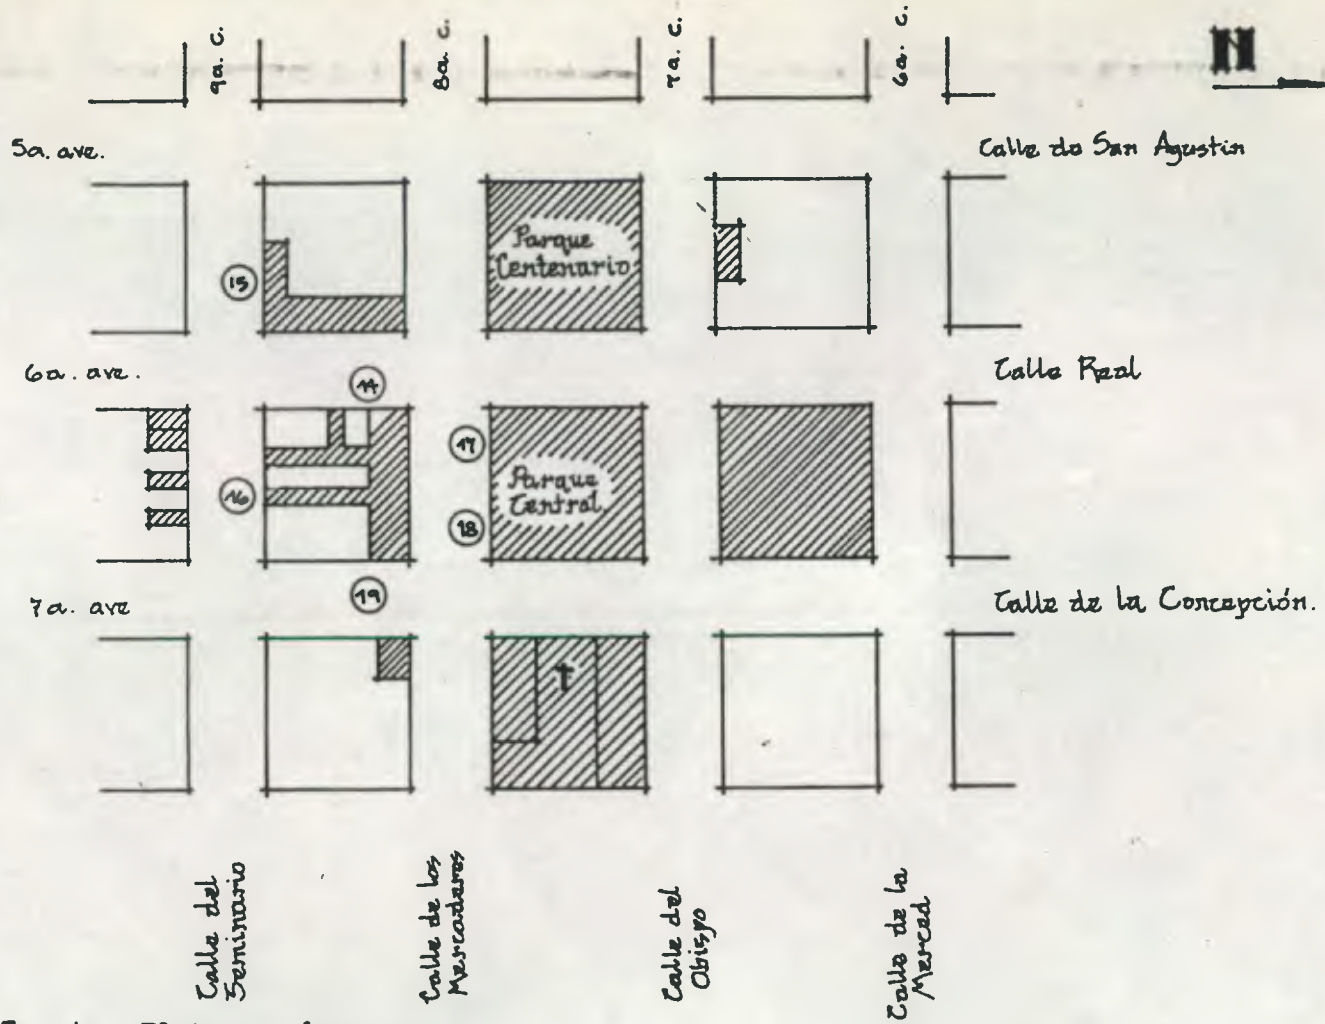 9a. c.
8a. c.
7a. c.
6a. c.
N
5a. ave.
Calle de San Agustin
Parque
Centenario
15
6a. ave.
Calle Real
14
17
Parque
Central
16
18
7a. ave
19
Calle de la Concepción.
Calle del
Seminario
Calle de los
Mercaderes
Calle del
Obispo
Calle de la
Merced